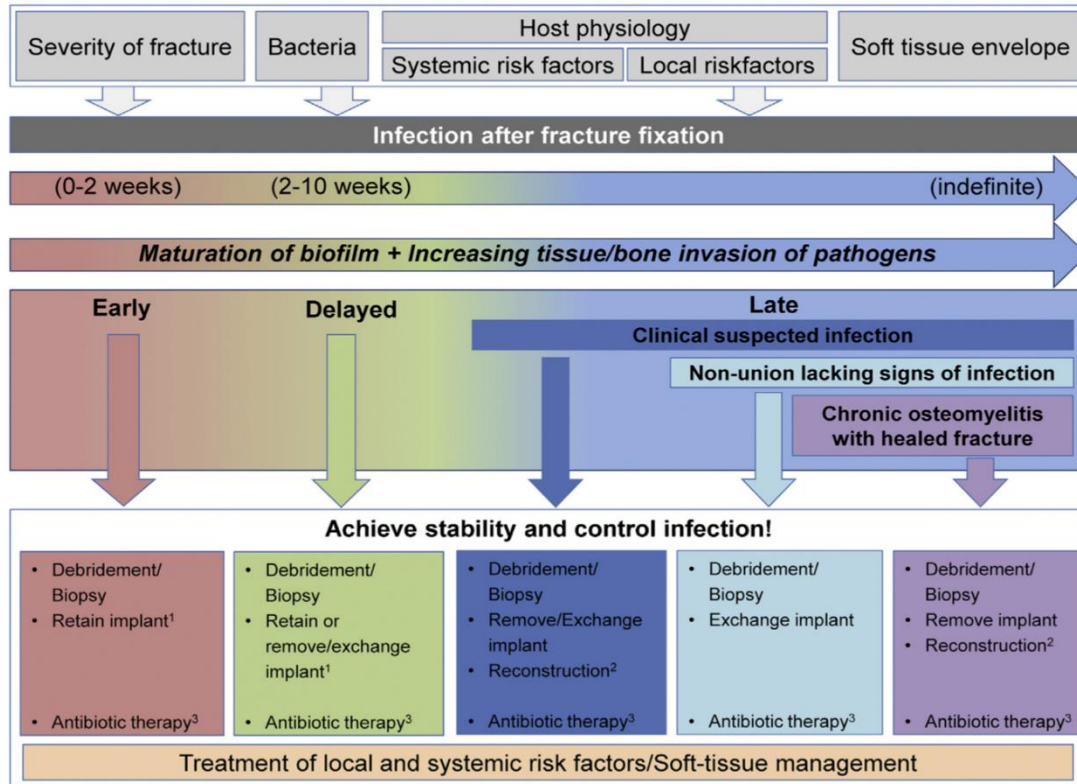 Severity of fracture
Bacteria
Host physiology
Systemic risk factors
Local riskfactors
Soft tissue envelope
Infection after fracture fixation
(0-2 weeks)
(2-10 weeks)
(indefinite)
Maturation of biofilm + Increasing tissue/bone invasion of pathogens
Early
Delayed
Late
Clinical suspected infection
Non-union lacking signs of infection
Chronic osteomyelitis
with healed fracture
Achieve stability and control infection!
• Debridement/
Biopsy
• Retain implant¹
• Antibiotic therapy³
• Debridement/
Biopsy
• Retain or
remove/exchange
implant¹
• Antibiotic therapy³
• Debridement/
Biopsy
• Remove/Exchange
implant
• Reconstruction²
• Antibiotic therapy³
• Debridement/
Biopsy
• Exchange implant
• Antibiotic therapy³
• Debridement/
Biopsy
• Remove implant
• Reconstruction²
• Antibiotic therapy³
Treatment of local and systemic risk factors/Soft-tissue management